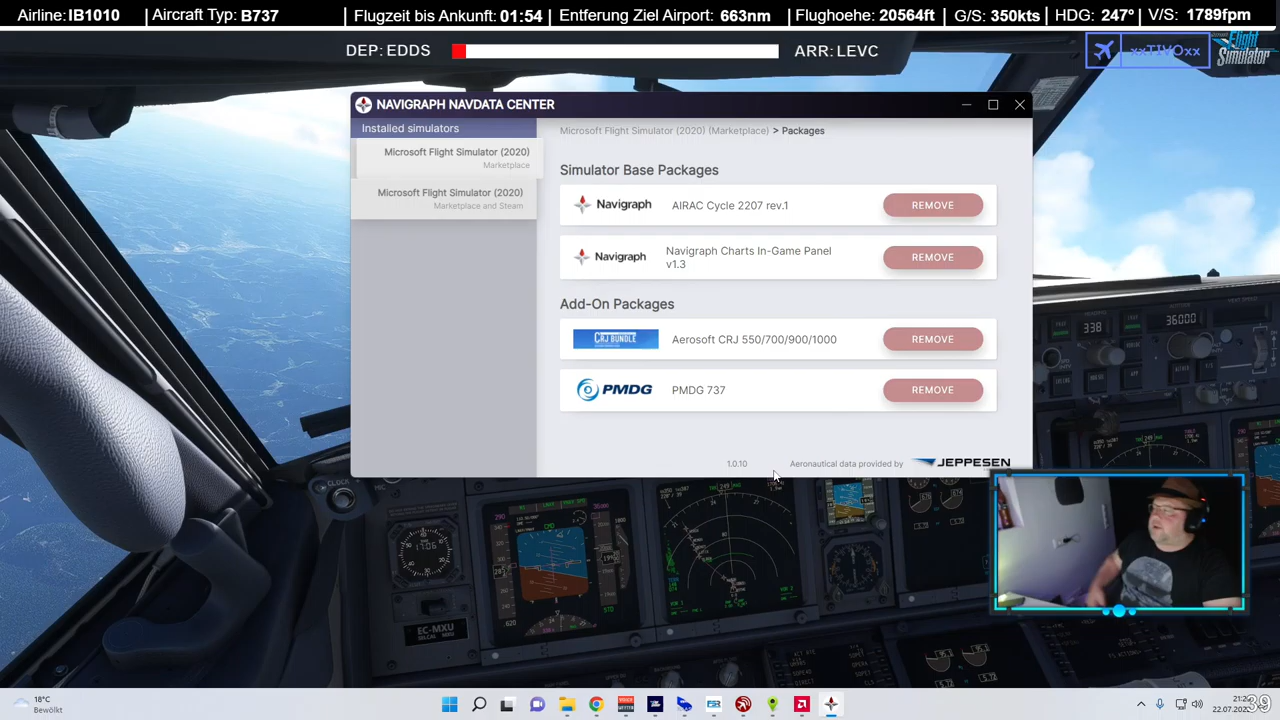 Airline: IB1010 |Aircraft Typ: B737 |Flugzeit bis Ankunft: 01:54 |Entferung Ziel Airport: 663nm |Flughoehe: 20564ft |G/S: 350kts |HDG: 247° |V/S: 1789fpm
DEP: EDDS ARR: LEVC
xxTIVOxx
Flight Simulator
NAVIGRAPH NAVDATA CENTER
Installed simulators
Microsoft Flight Simulator (2020)
Marketplace
Microsoft Flight Simulator (2020)
Marketplace and Steam
Microsoft Flight Simulator (2020) (Marketplace) > Packages
Simulator Base Packages
Navigraph AIRAC Cycle 2207 rev.1 REMOVE
Navigraph Navigraph Charts In-Game Panel v1.3 REMOVE
Add-On Packages
CRJ BUNDLE Aerosoft CRJ 550/700/900/1000 REMOVE
PMDG PMDG 737 REMOVE
1.0.10 Aeronautical data provided by JEPPESEN
338
36000
1706
290
EC-MXU
18°C
Bewölkt
39